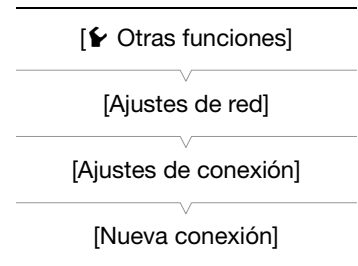 [ Otras funciones]
[Ajustes de red]
[Ajustes de conexión]
[Nueva conexión]